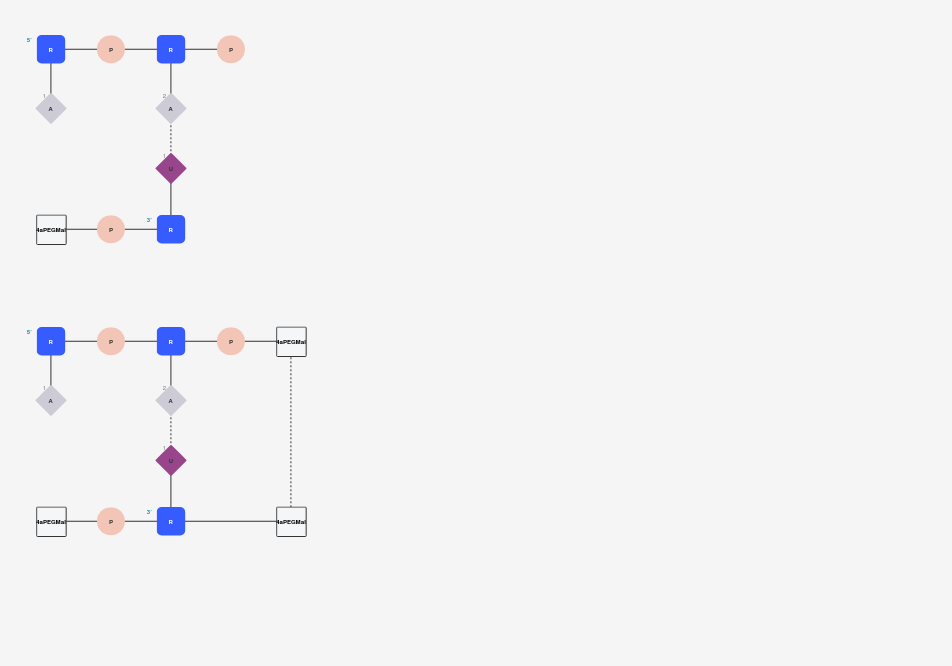 5'
R P R P
1 2
A A
1
U
3'
4aPEGMal P R
5'
R P R P 4aPEGMal
1 2
A A
1
U
3'
4aPEGMal P R 4aPEGMal